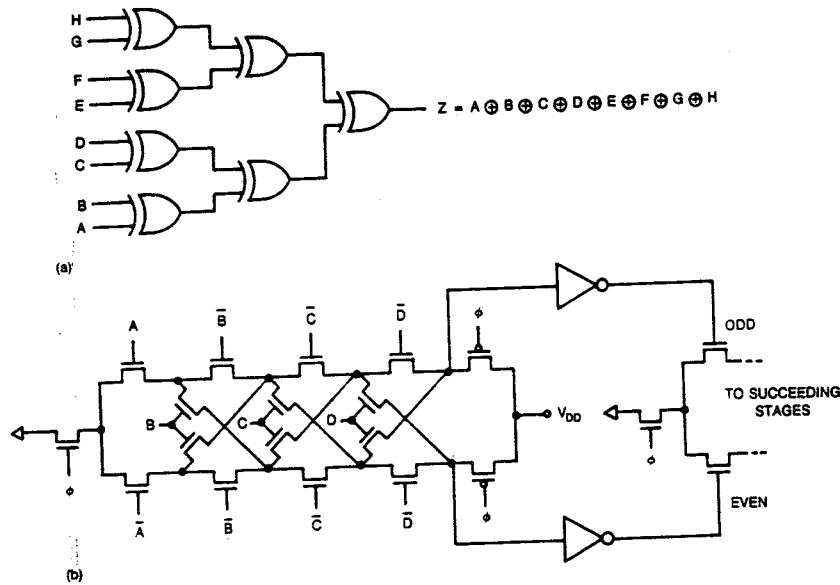 H
G
F
E
D
C
B
A
Z = A ⊕ B ⊕ C ⊕ D ⊕ E ⊕ F ⊕ G ⊕ H
(a)
A
B̅
C̅
D̅
ϕ
ODD
B
C
D
V_DD
TO SUCCEEDING
STAGES
ϕ
ϕ
A̅
B̅
C̅
D̅
ϕ
EVEN
(b)